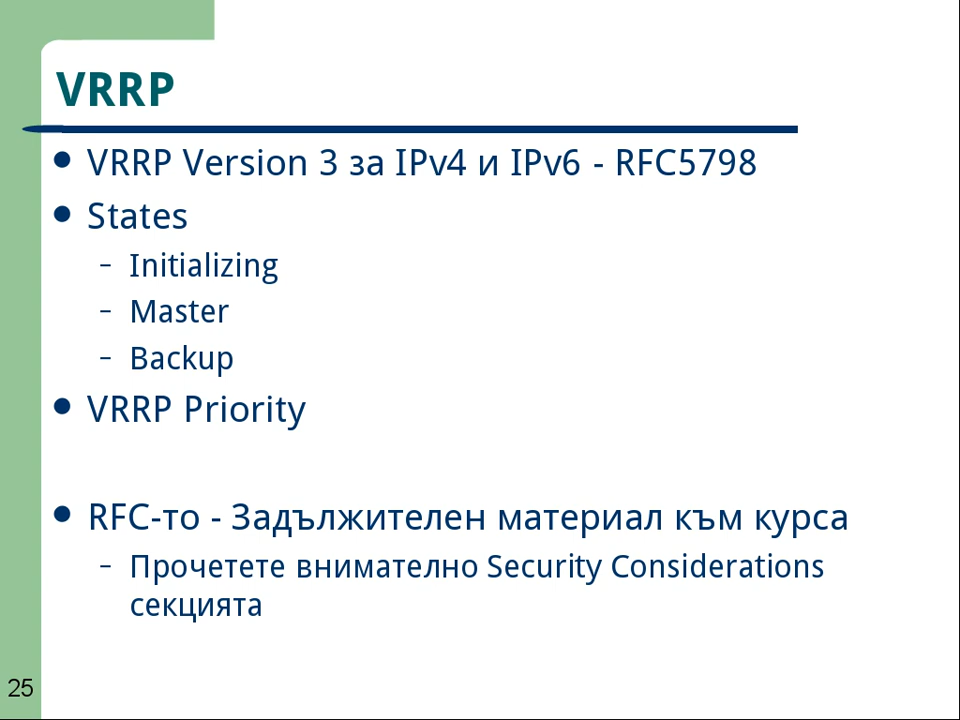 VRRP
VRRP Version 3 за IPv4 и IPv6 - RFC5798
States
Initializing
Master
Backup
VRRP Priority
RFC-то - Задължителен материал към курса
Прочетете внимателно Security Considerations
секцията
25